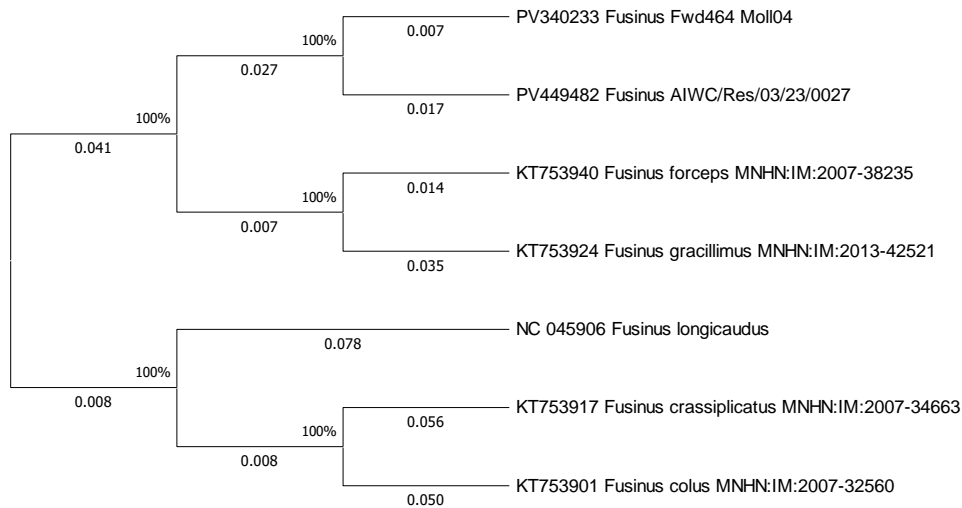 PV340233 Fusinus Fwd464 Moll04
0.007
100%
0.027
PV449482 Fusinus AIWC/Res/03/23/0027
0.017
100%
0.041
KT753940 Fusinus forceps MNHN:IM:2007-38235
0.014
100%
0.007
KT753924 Fusinus gracillimus MNHN:IM:2013-42521
0.035
NC 045906 Fusinus longicaudus
0.078
100%
0.008
KT753917 Fusinus crassiplicatus MNHN:IM:2007-34663
0.056
100%
0.008
KT753901 Fusinus colus MNHN:IM:2007-32560
0.050